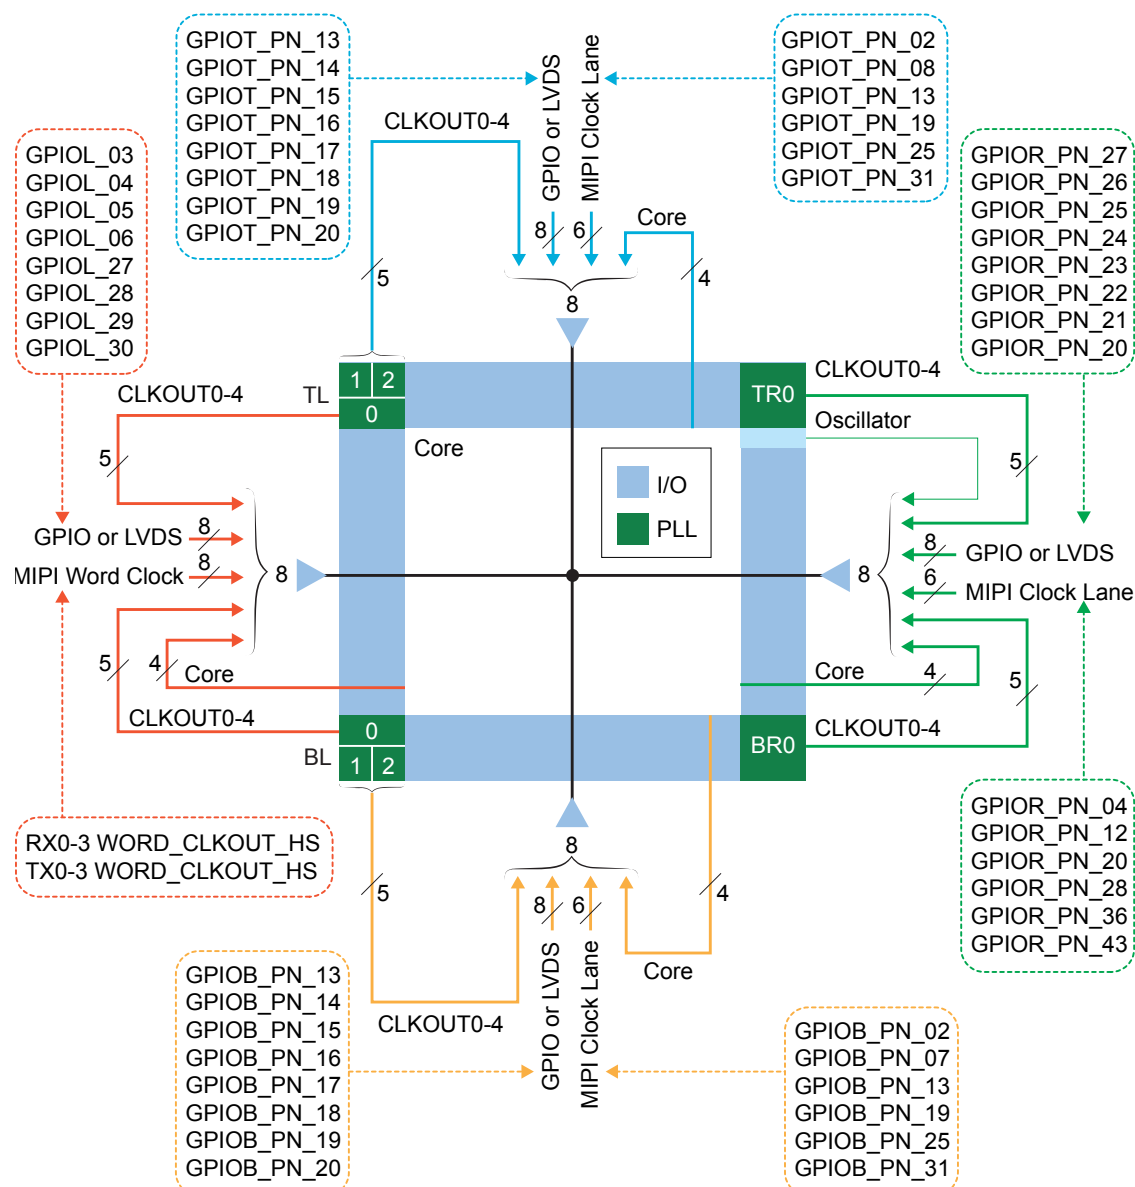 GPIOT_PN_13
GPIOT_PN_14
GPIOT_PN_15
GPIOT_PN_16
GPIOT_PN_17
GPIOT_PN_18
GPIOT_PN_19
GPIOT_PN_20
GPIO or LVDS
MIPI Clock Lane
GPIOT_PN_02
GPIOT_PN_08
GPIOT_PN_13
GPIOT_PN_19
GPIOT_PN_25
GPIOT_PN_31
GPIOL_03
GPIOL_04
GPIOL_05
GPIOL_06
GPIOL_27
GPIOL_28
GPIOL_29
GPIOL_30
CLKOUT0-4
GPIOR_PN_27
GPIOR_PN_26
GPIOR_PN_25
GPIOR_PN_24
GPIOR_PN_23
GPIOR_PN_22
GPIOR_PN_21
GPIOR_PN_20
8
6
Core
5
4
8
CLKOUT0-4
TL
1 2
0
TR0
CLKOUT0-4
Oscillator
Core
I/O
PLL
5
5
GPIO or LVDS
8
MIPI Word Clock
8
8
8
8
GPIO or LVDS
6
MIPI Clock Lane
5
4
Core
Core
4
5
CLKOUT0-4
CLKOUT0-4
0
BL
1 2
BR0
RX0-3 WORD_CLKOUT_HS
TX0-3 WORD_CLKOUT_HS
8
5
8
6
4
Core
CLKOUT0-4
GPIO or LVDS
MIPI Clock Lane
GPIOR_PN_04
GPIOR_PN_12
GPIOR_PN_20
GPIOR_PN_28
GPIOR_PN_36
GPIOR_PN_43
GPIOB_PN_13
GPIOB_PN_14
GPIOB_PN_15
GPIOB_PN_16
GPIOB_PN_17
GPIOB_PN_18
GPIOB_PN_19
GPIOB_PN_20
GPIOB_PN_02
GPIOB_PN_07
GPIOB_PN_13
GPIOB_PN_19
GPIOB_PN_25
GPIOB_PN_31